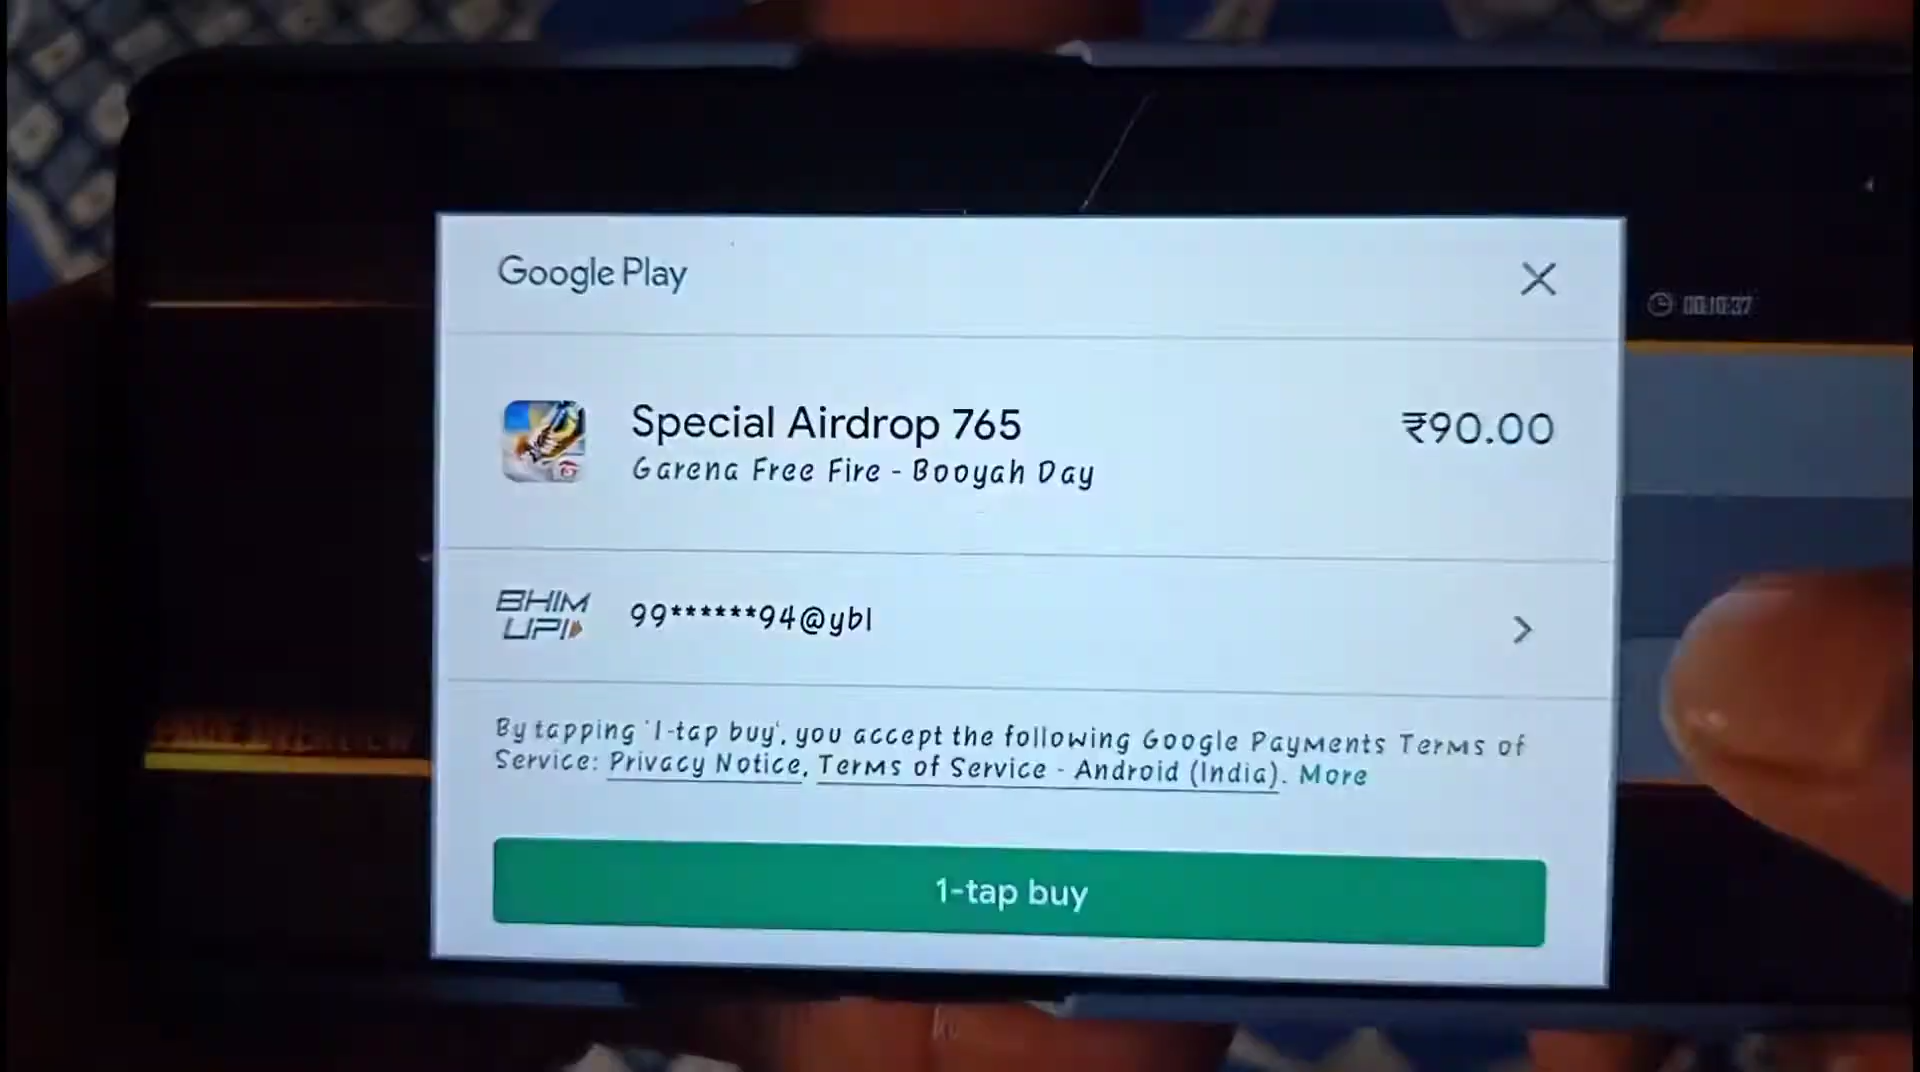 Google Play
00:10:37
Special Airdrop 765
₹90.00
Garena Free Fire - Booyah Day
BHIM
UPI
99******94@ybl
By tapping '1-tap buy', you accept the following Google Payments Terms of
Service: Privacy Notice, Terms of Service - Android (India). More
1-tap buy